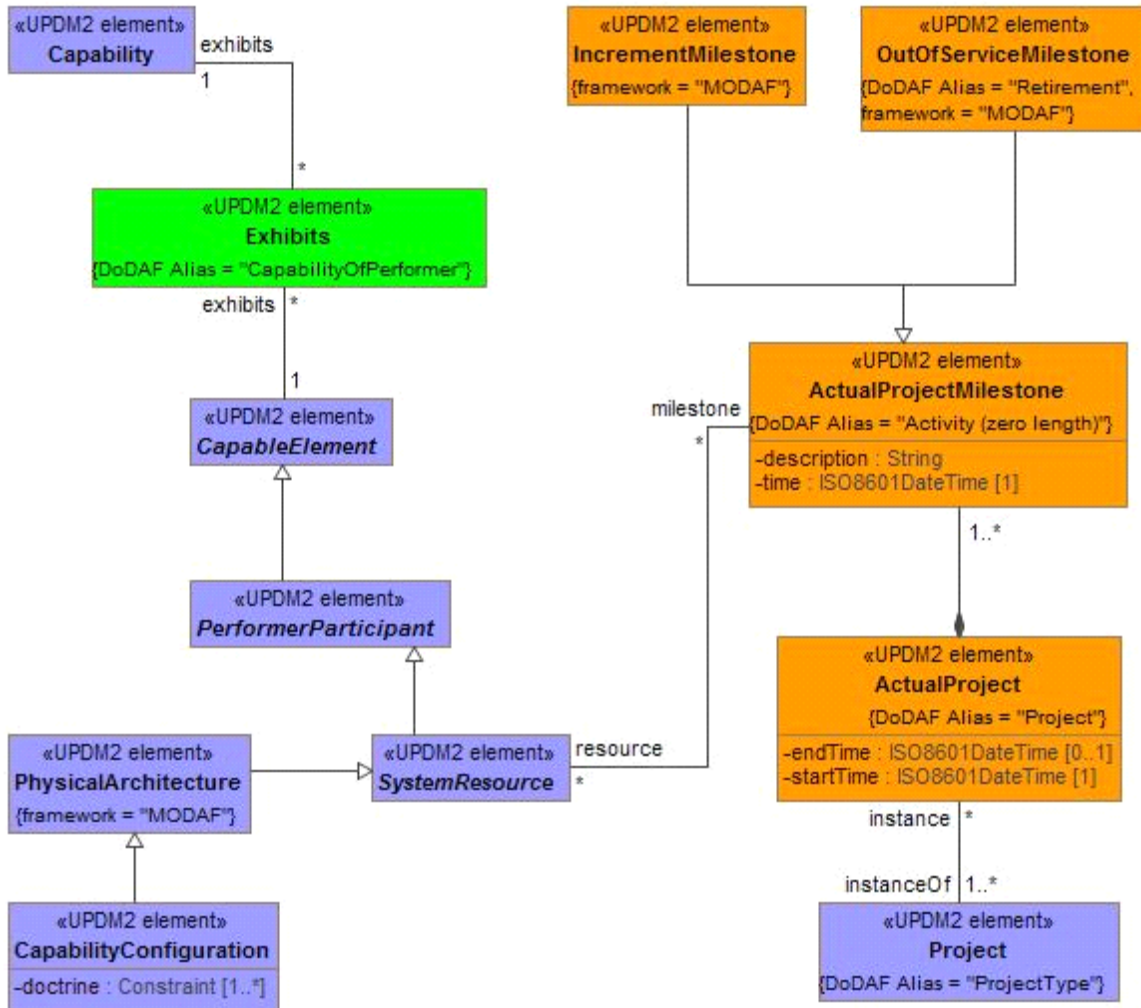 «UPDM2 element»
Capability
exhibits
1
*
«UPDM2 element»
IncrementMilestone
{framework = "MODAF"}
«UPDM2 element»
OutOfServiceMilestone
{DoDAF Alias = "Retirement",
framework = "MODAF"}
«UPDM2 element»
Exhibits
{DoDAF Alias = "CapabilityOfPerformer"}
exhibits *
1
«UPDM2 element»
CapableElement
«UPDM2 element»
ActualProjectMilestone
{DoDAF Alias = "Activity (zero length)"}
-description : String
-time : ISO8601DateTime [1]
milestone
*
1..*
«UPDM2 element»
PerformerParticipant
«UPDM2 element»
ActualProject
{DoDAF Alias = "Project"}
-endTime : ISO8601DateTime [0..1]
-startTime : ISO8601DateTime [1]
«UPDM2 element»
PhysicalArchitecture
{framework = "MODAF"}
«UPDM2 element»
SystemResource
resource
*
instance *
instanceOf 1..*
«UPDM2 element»
CapabilityConfiguration
-doctrine : Constraint [1..*]
«UPDM2 element»
Project
{DoDAF Alias = "ProjectType"}